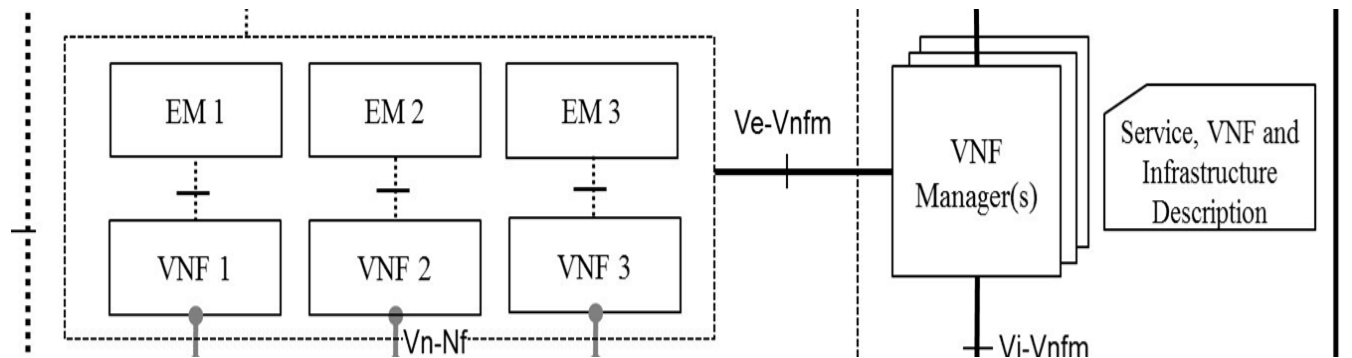 EM 1
EM 2
EM 3
Ve-Vnfm
VNF
Manager(s)
Service, VNF and
Infrastructure
Description
VNF 1
VNF 2
VNF 3
Vn-Nf
Vi-Vnfm